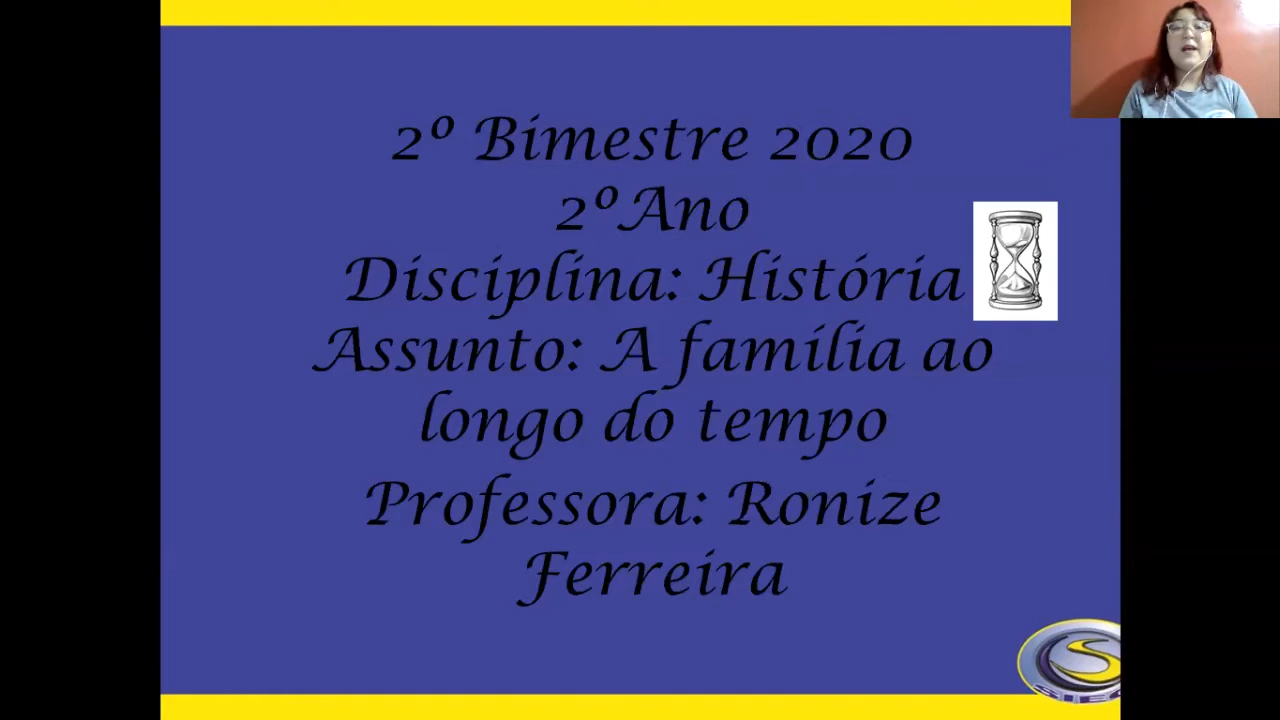 2º Bimestre 2020
2º Ano
Disciplina: História
Assunto: A família ao
longo do tempo
Professora: Ronize
Ferreira